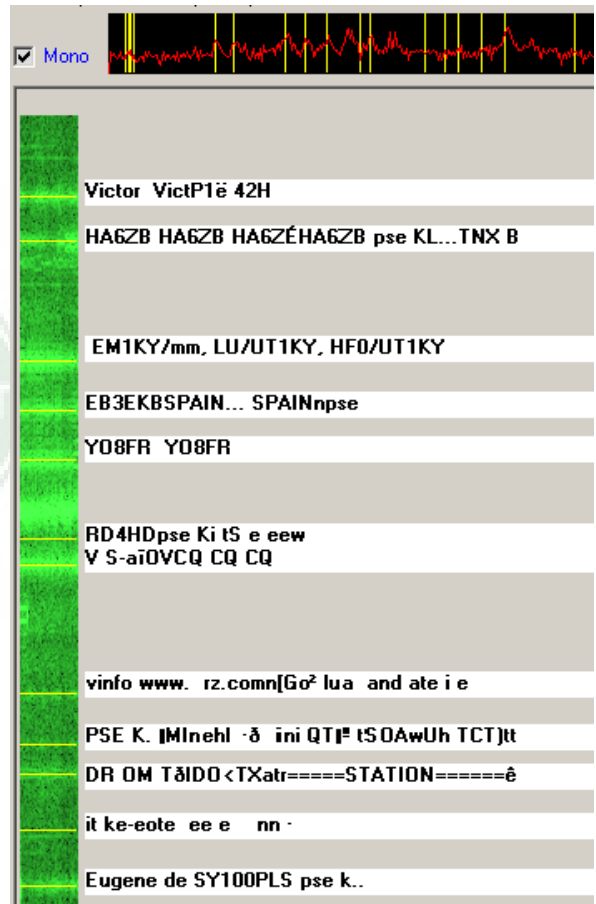 Mono
Victor VictP1ë 42H
HA6ZB HA6ZB HA6ZÉHA6ZB pse KL...TNX B
EM1KY/mm, LU/UT1KY, HF0/UT1KY
EB3EKBSPAIN... SPAINnpse
YO8FR YO8FR
RD4HDpse Ki tS e eew
V S-aïOVCQ CQ CQ
vinfo www. rz.comn[Go² lua and ate i e
PSE K. ini tSOAwUh TCT)tt
DR OM TðIDO<TXatr=====STATION======ê
it ke-eote ee e nn ·
Eugene de SY100PLS pse k..